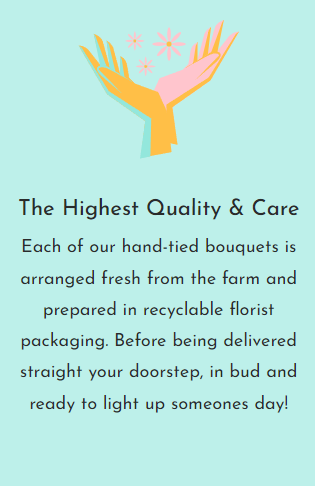 The Highest Quality & Care
Each of our hand-tied bouquets is
arranged fresh from the farm and
prepared in recyclable florist
packaging. Before being delivered
straight your doorstep, in bud and
ready to light up someones day!